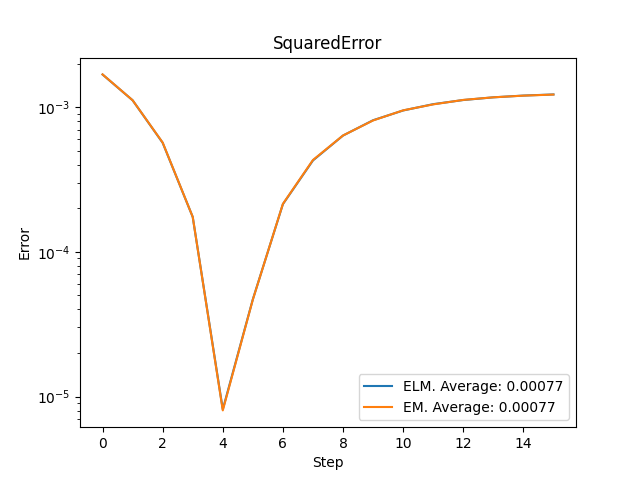 SquaredError
Error
10⁻³
10⁻⁴
10⁻⁵
ELM. Average: 0.00077
EM. Average: 0.00077
0 2 4 6 8 10 12 14
Step